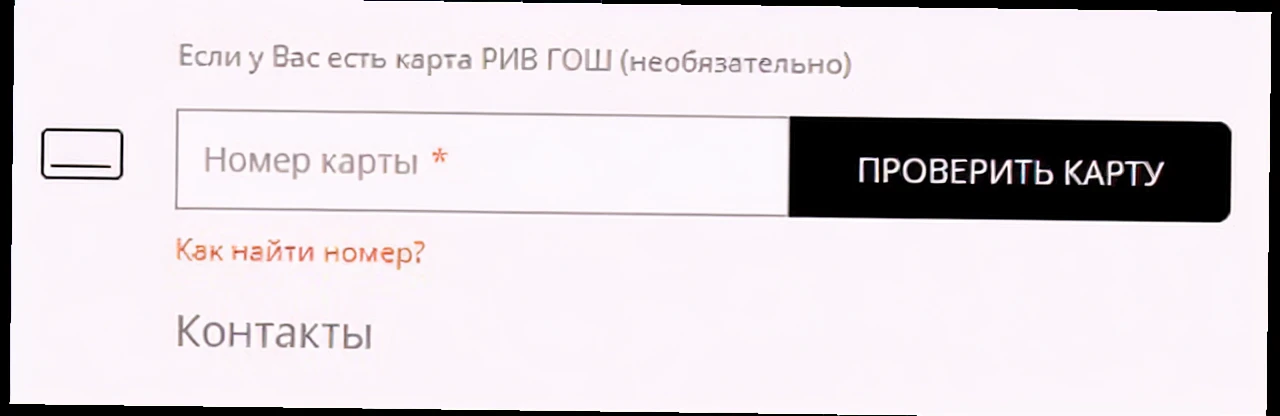 Если у Вас есть карта РИВ ГОШ (необязательно)
Номер карты *
ПРОВЕРИТЬ КАРТУ
Как найти номер?
Контакты